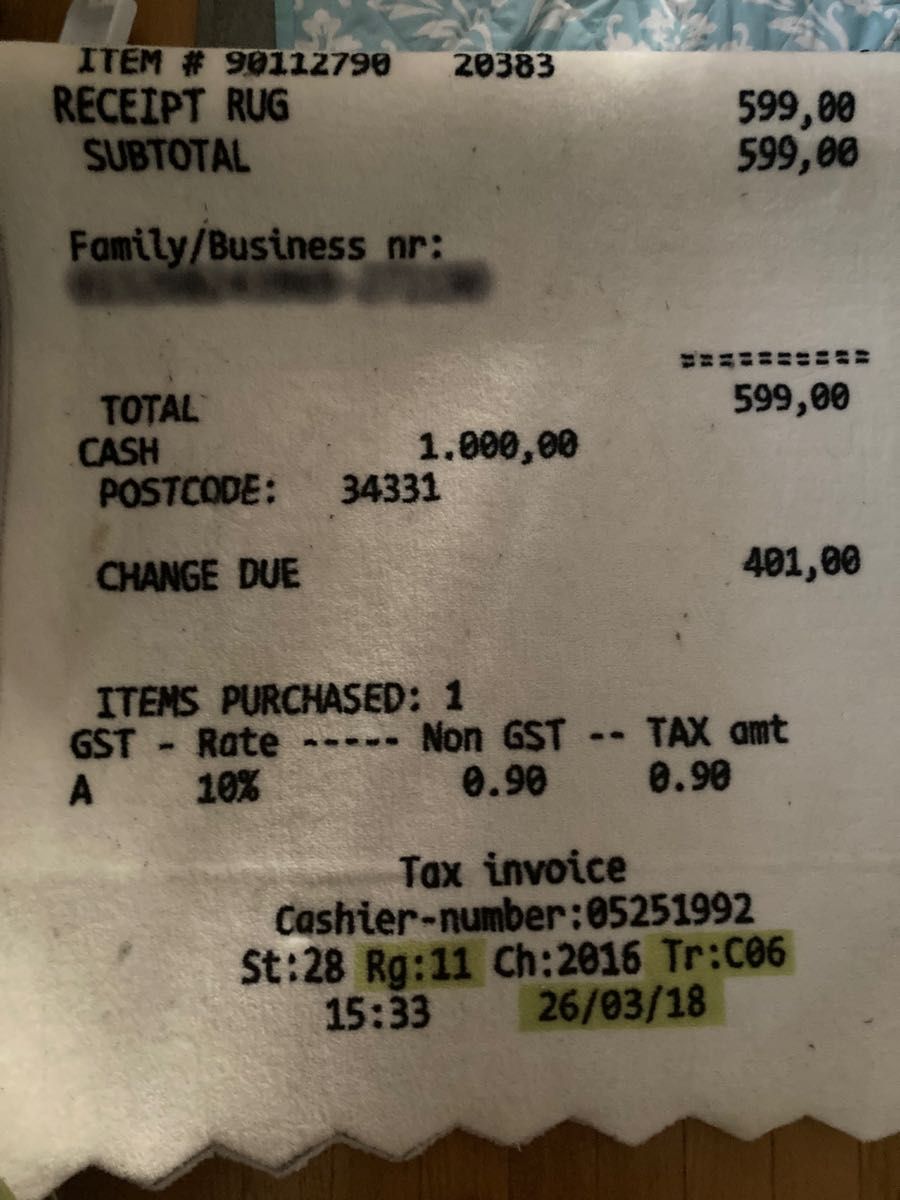 ITEM # 90112790 20383
RECEIPT RUG 599,00
SUBTOTAL 599,00
Family/Business nr:
==========
TOTAL 599,00
CASH 1.000,00
POSTCODE: 34331
CHANGE DUE 401,00
ITEMS PURCHASED: 1
GST - Rate ----- Non GST -- TAX amt
A 10% 0.90 0.90
Tax invoice
Cashier-number:05251992
St:28 Rg:11 Ch:2016 Tr:C06
15:33 26/03/18